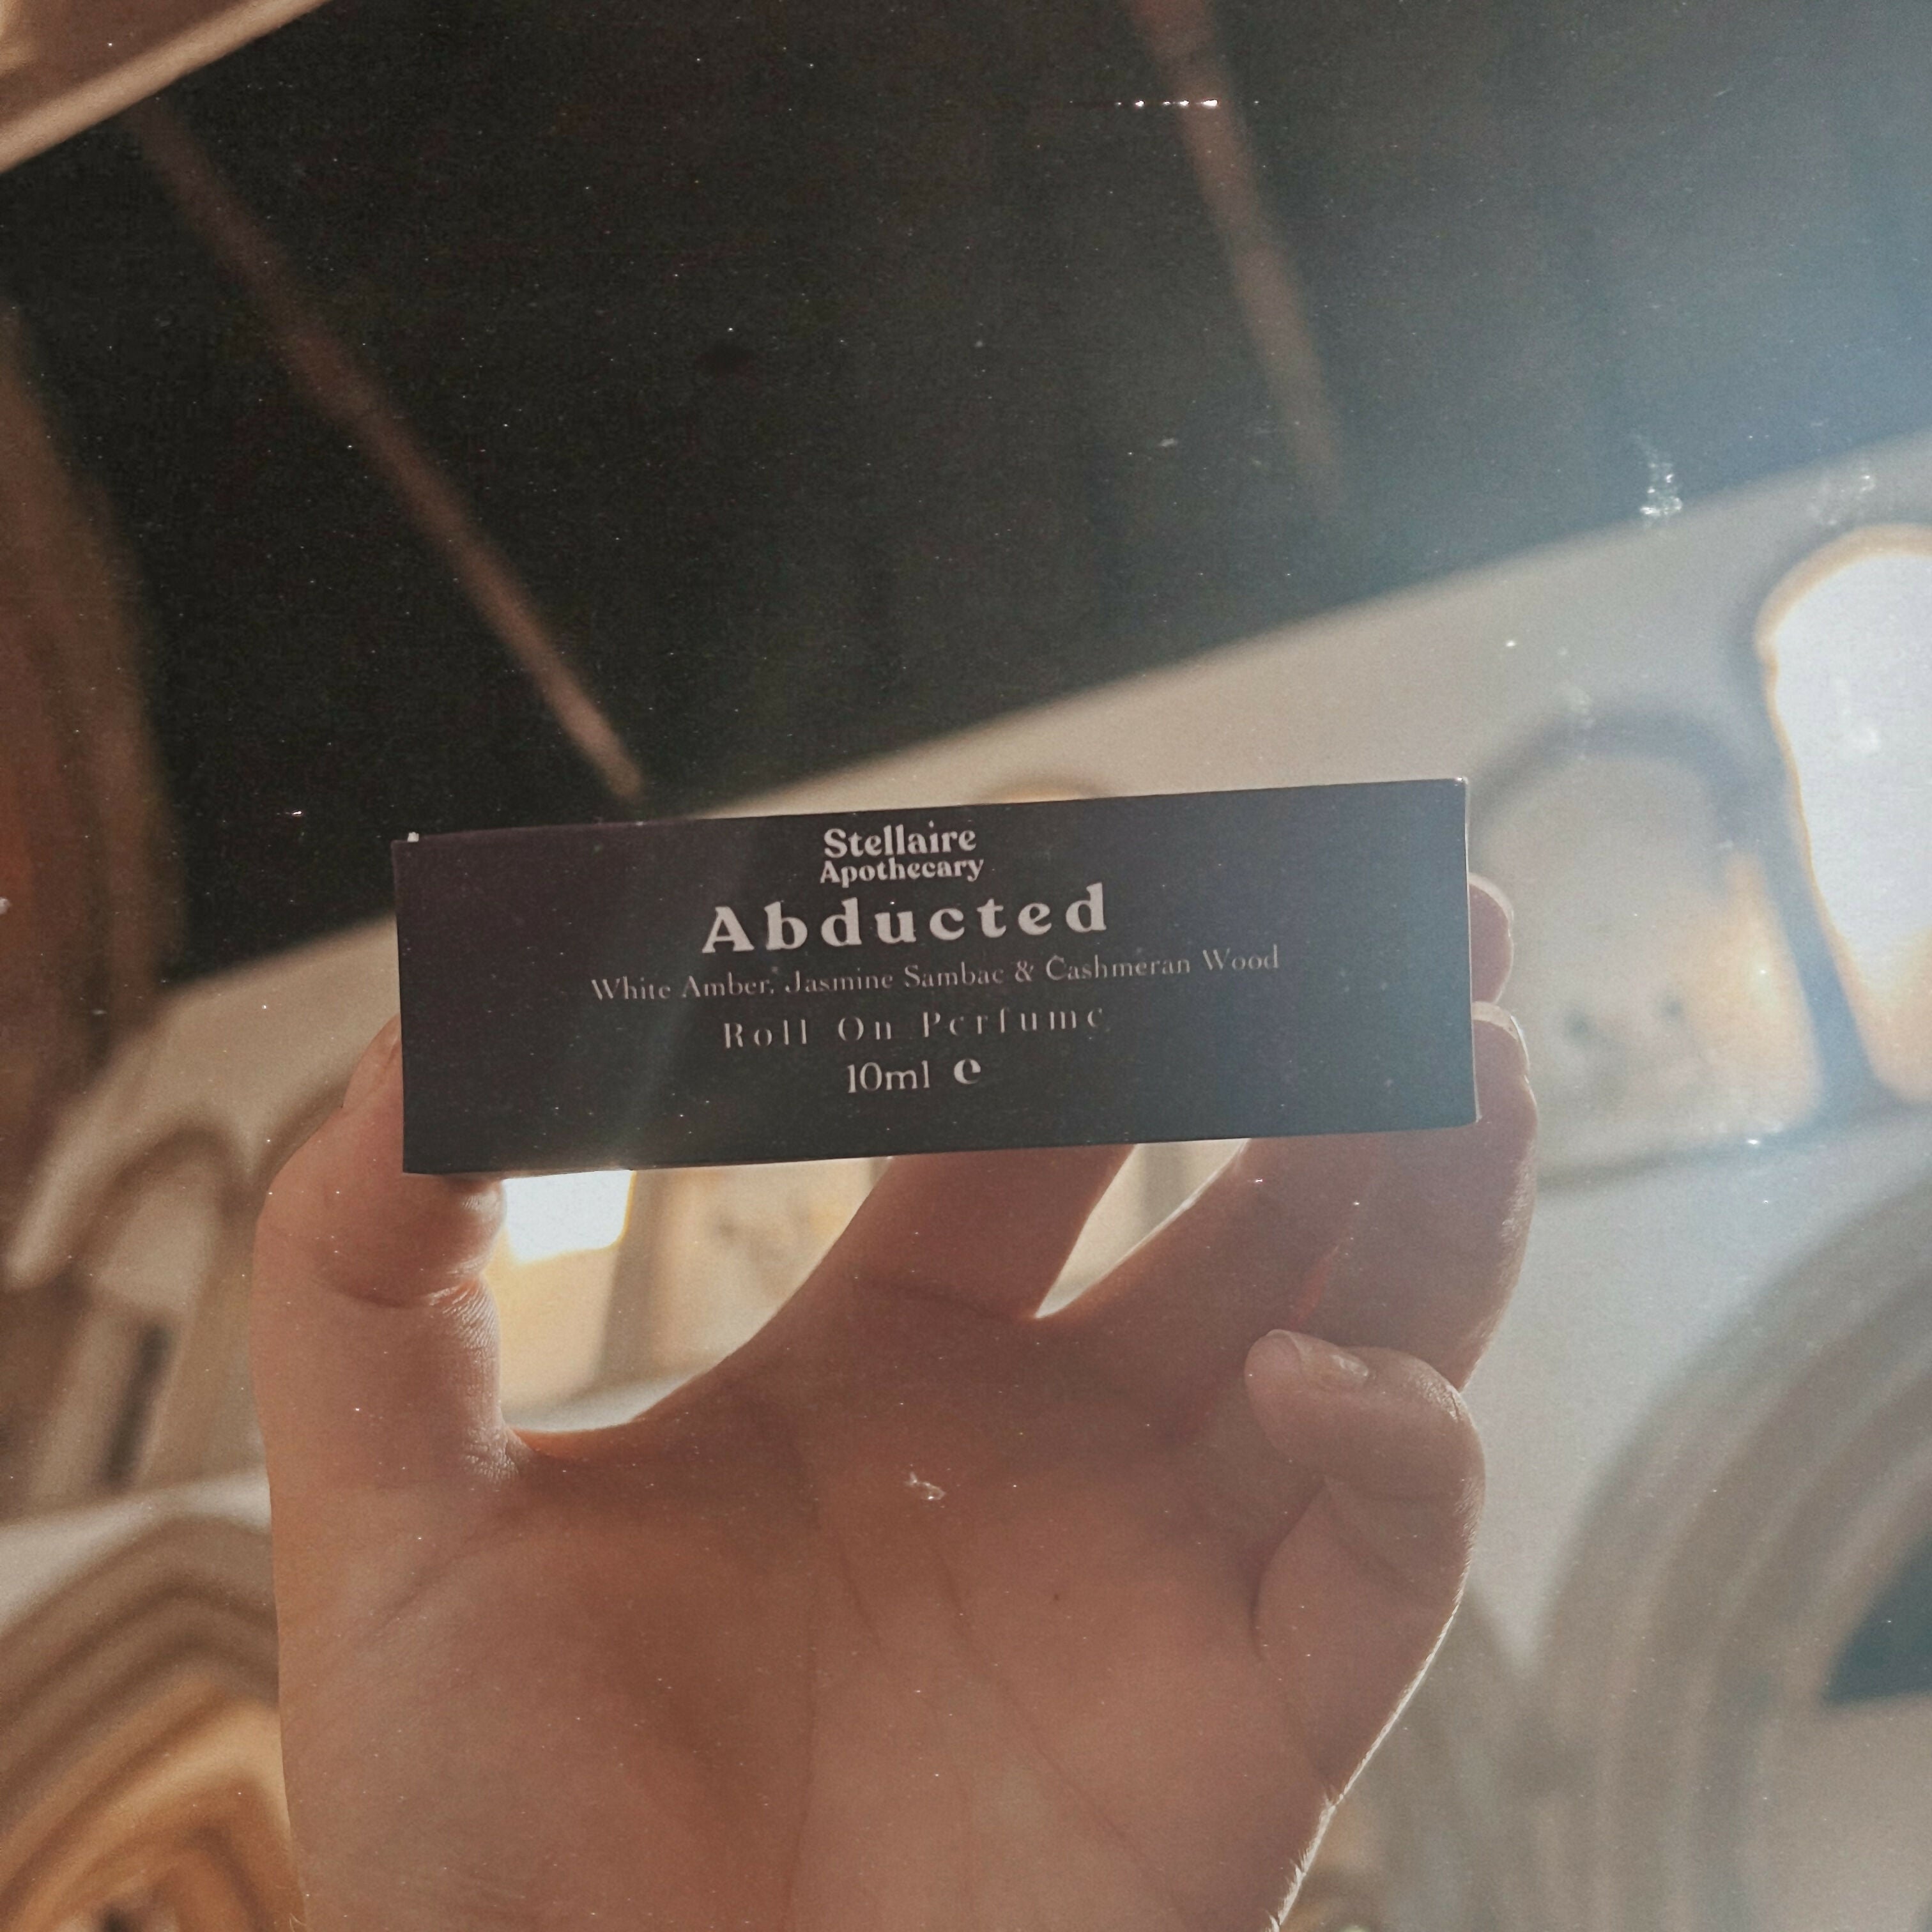 Stellaire
Apothecary
Abducted
White Amber, Jasmine Sambac & Cashmeran Wood
Roll On Perfume
10ml e